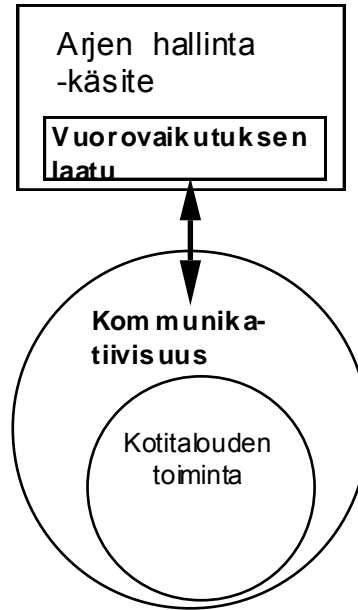 Arjen hallinta
-käsite
Vuorovaikutuksen
laatu
Kommunika-
tiivisuus
Kotitalouden
toiminta